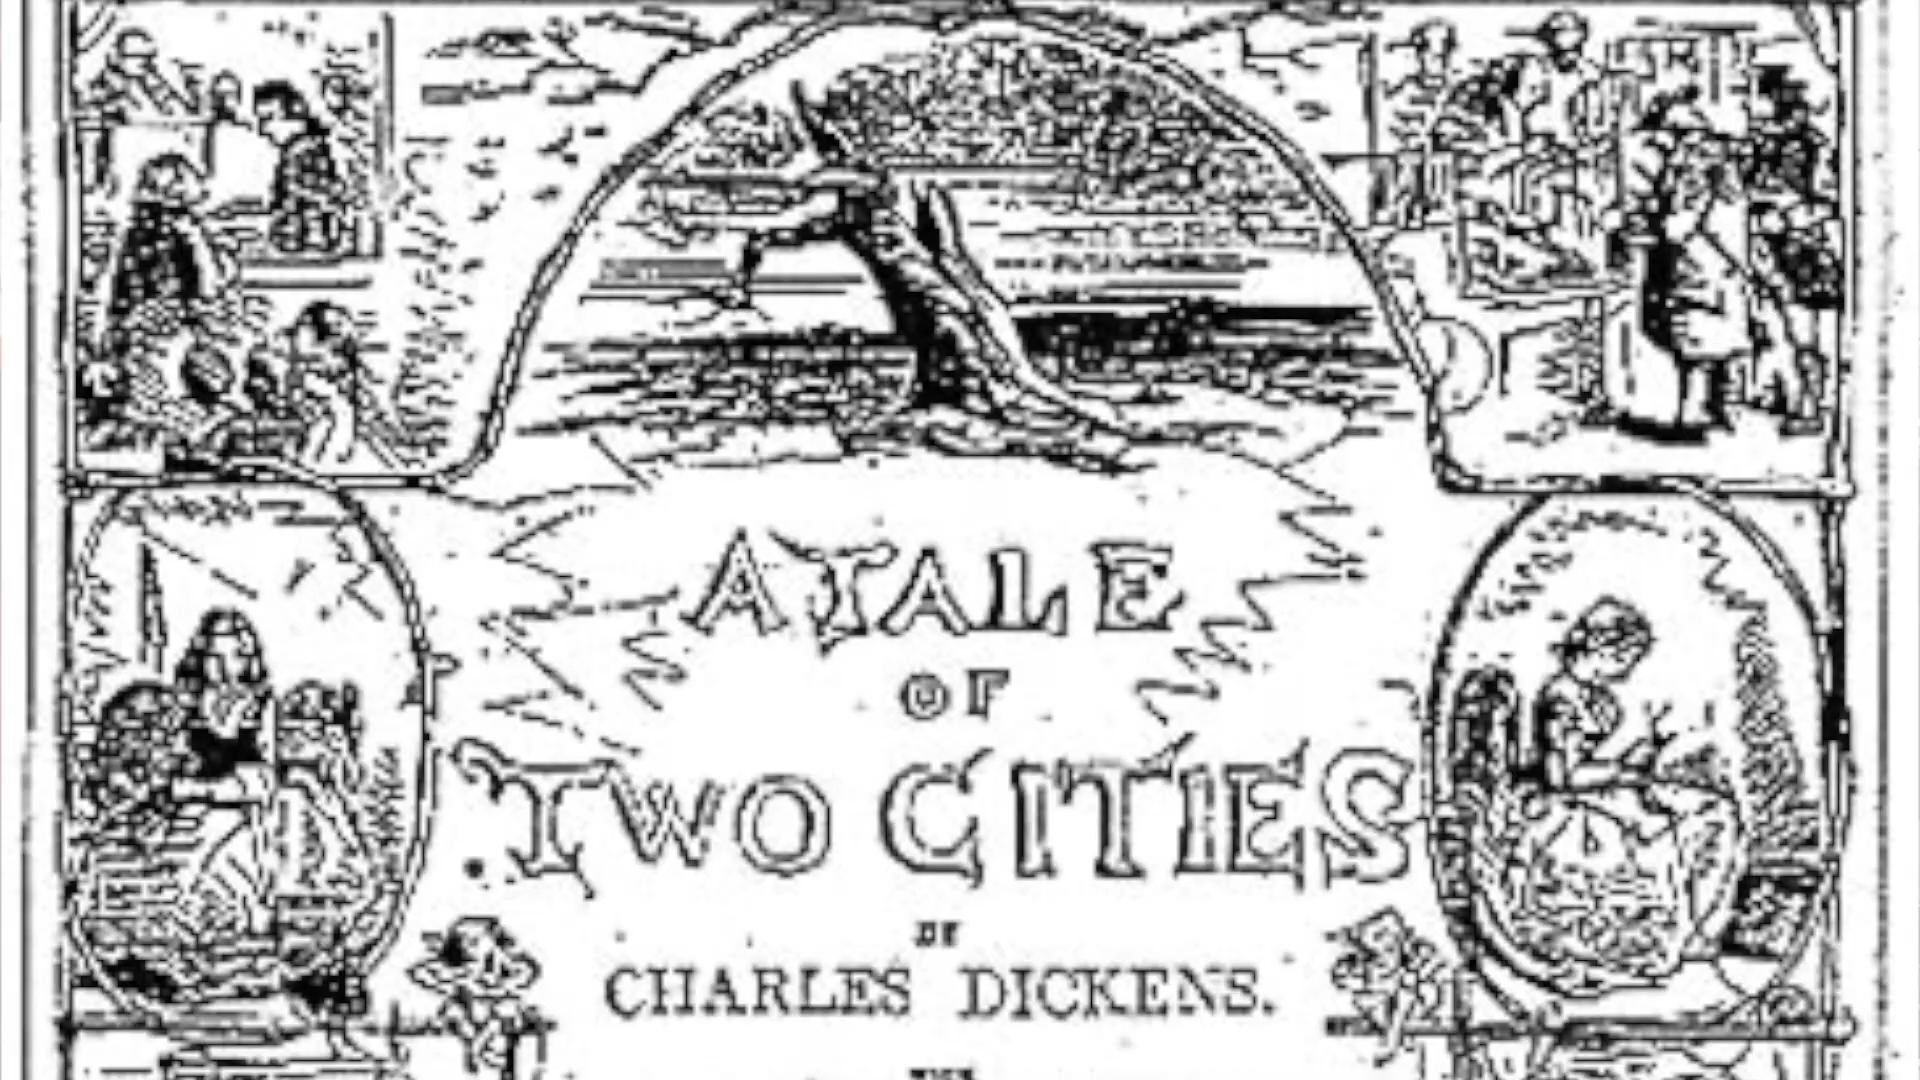 A TALE
OF
TWO CITIES
BY
CHARLES DICKENS.